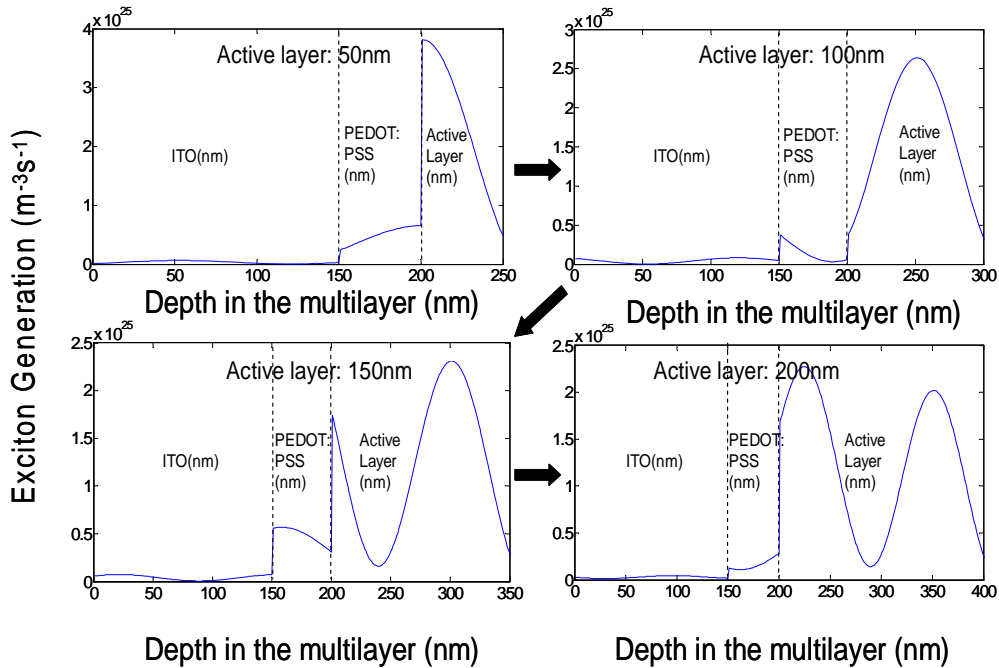 Exciton Generation (m-3s-1)
x 10^25
Active layer: 50nm
4
3
2
1
0
ITO(nm)
PEDOT:
PSS
(nm)
Active
Layer
(nm)
0 50 100 150 200 250
Depth in the multilayer (nm)
x 10^25
Active layer: 100nm
3
2.5
2
1.5
1
0.5
0
ITO(nm)
PEDOT:
PSS
(nm)
Active
Layer
(nm)
0 50 100 150 200 250 300
Depth in the multilayer (nm)
x 10^25
Active layer: 150nm
2.5
2
1.5
1
0.5
0
ITO(nm)
PEDOT:
PSS
(nm)
Active
Layer
(nm)
0 50 100 150 200 250 300 350
Depth in the multilayer (nm)
x 10^25
Active layer: 200nm
2.5
2
1.5
1
0.5
0
ITO(nm)
PEDOT:
PSS
(nm)
Active
Layer
(nm)
0 50 100 150 200 250 300 350 400
Depth in the multilayer (nm)